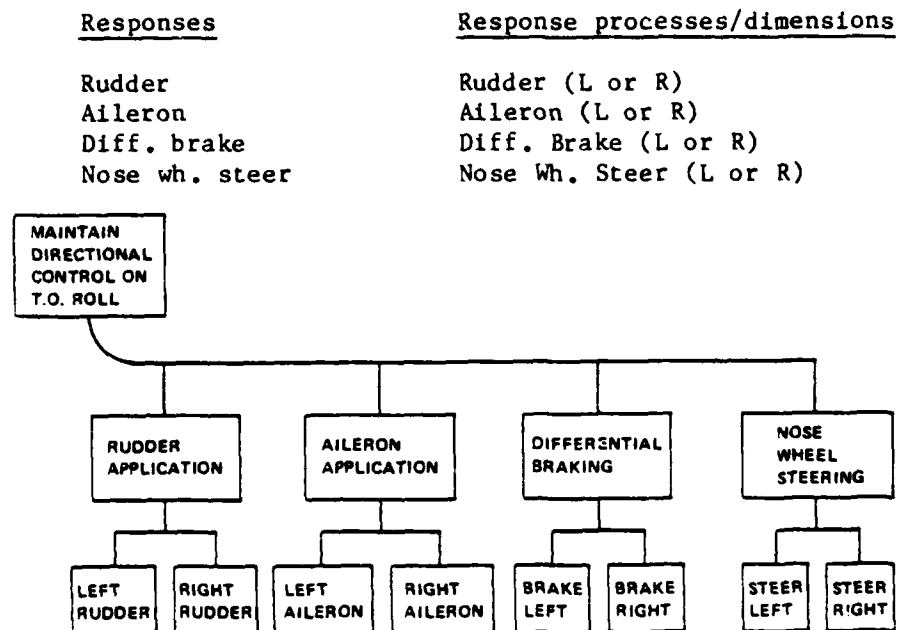 Responses Response processes/dimensions
Rudder Rudder (L or R)
Aileron Aileron (L or R)
Diff. brake Diff. Brake (L or R)
Nose wh. steer Nose Wh. Steer (L or R)
MAINTAIN
DIRECTIONAL
CONTROL ON
T.O. ROLL
RUDDER
APPLICATION
AILERON
APPLICATION
DIFFERENTIAL
BRAKING
NOSE
WHEEL
STEERING
LEFT
RUDDER
RIGHT
RUDDER
LEFT
AILERON
RIGHT
AILERON
BRAKE
LEFT
BRAKE
RIGHT
STEER
LEFT
STEER
RIGHT